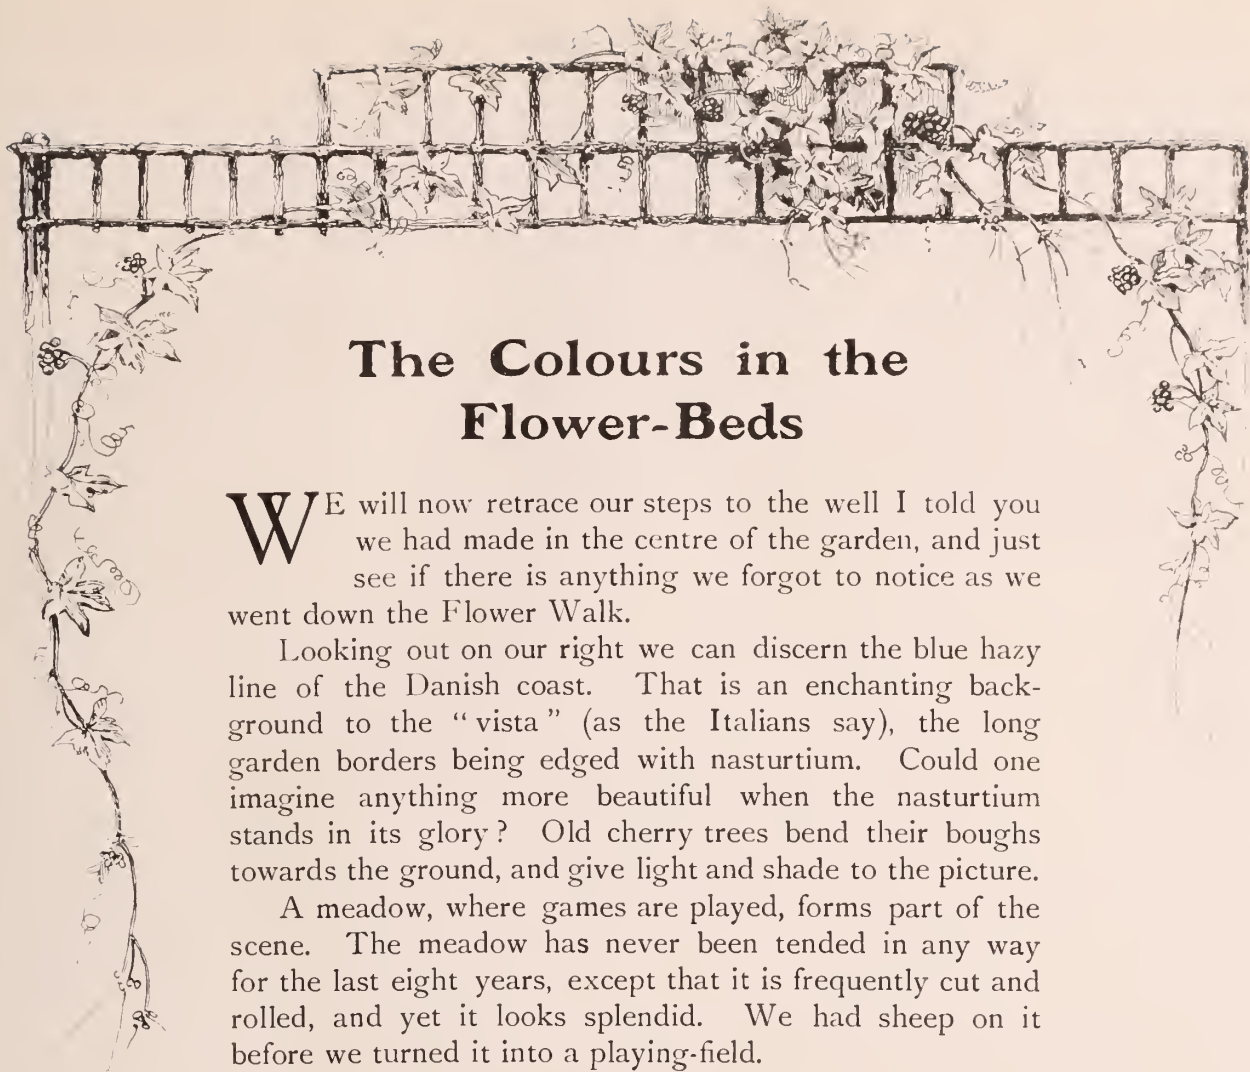 The Colours in the
Flower-Beds
WE will now retrace our steps to the well I told you
we had made in the centre of the garden, and just
see if there is anything we forgot to notice as we
went down the Flower Walk.
Looking out on our right we can discern the blue hazy
line of the Danish coast. That is an enchanting back-
ground to the “ vista ” (as the Italians say), the long
garden borders being edged with nasturtium. Could one
imagine anything more beautiful when the nasturtium
stands in its glory ? Old cherry trees bend their boughs
towards the ground, and give light and shade to the picture.
A meadow, where games are played, forms part of the
scene. The meadow has never been tended in any way
for the last eight years, except that it is frequently cut and
rolled, and yet it looks splendid. We had sheep on it
before we turned it into a playing-field.